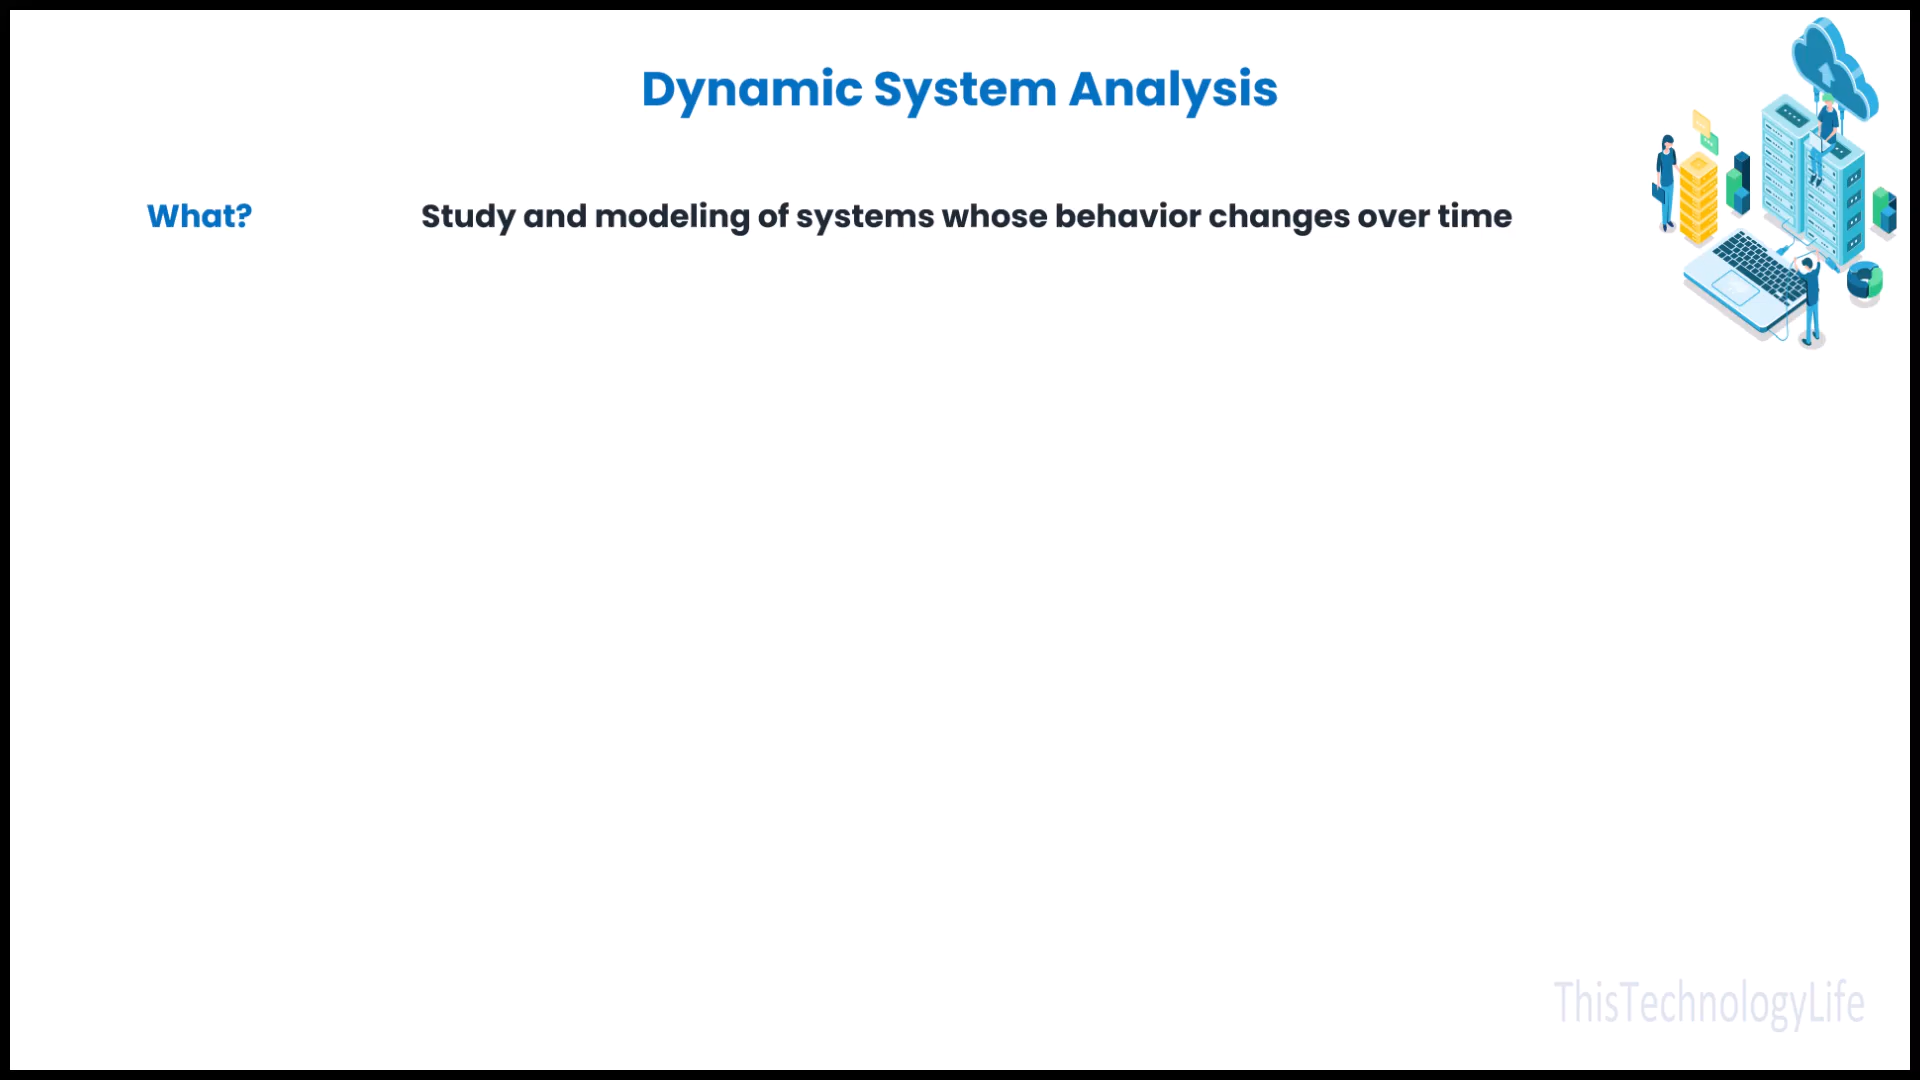 Dynamic System Analysis
What? Study and modeling of systems whose behavior changes over time
ThisTechnologyLife